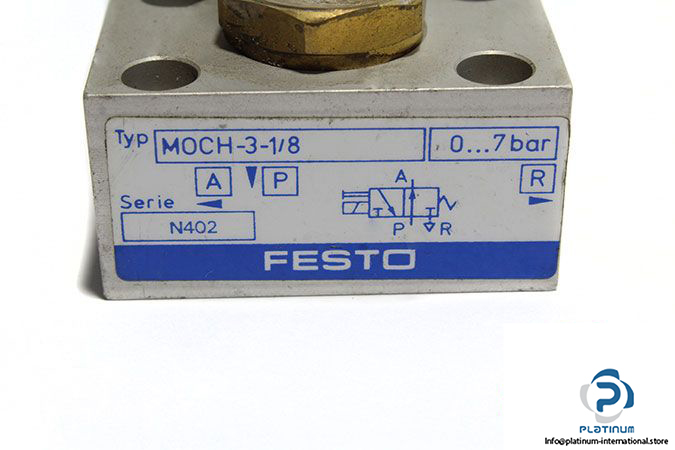 Typ MOCH-3-1/8 0...7 bar
A P R
Serie
N402
A
P R
FESTO
PLATINUM
info@platinum-international.store